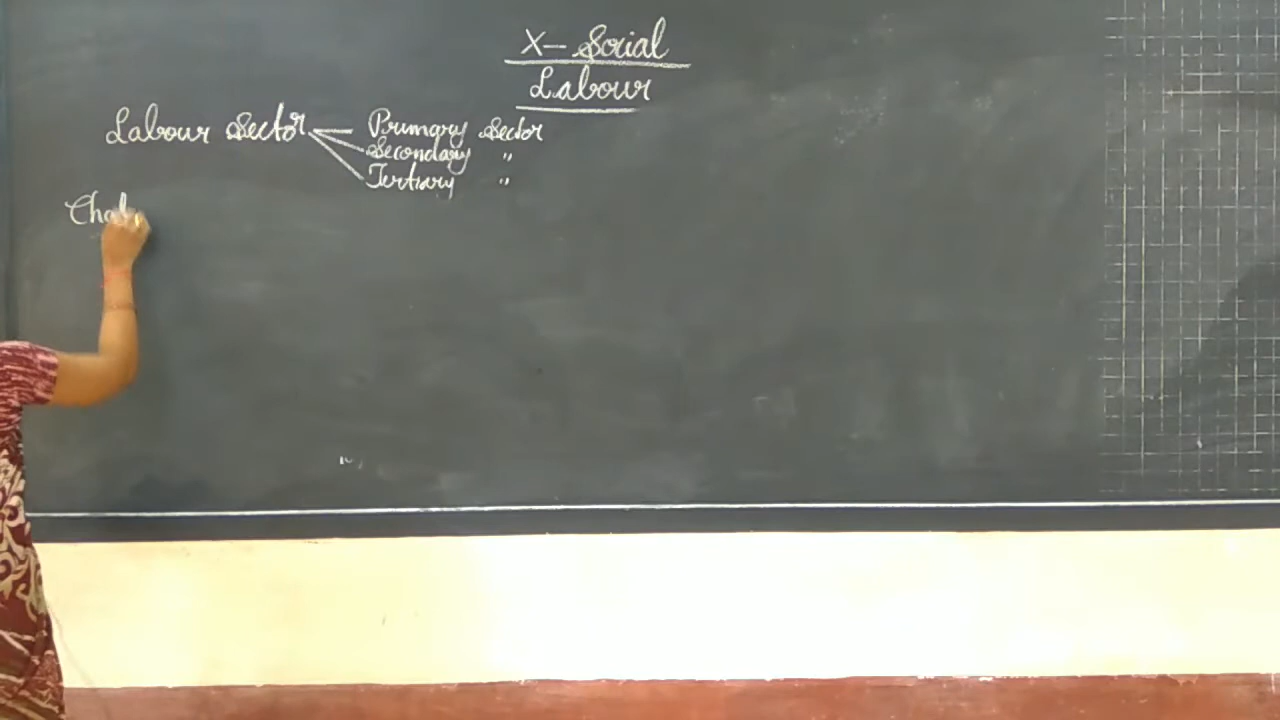 X- Social
Labour
Labour Sector
Primary Sector
Secondary "
Tertiary "